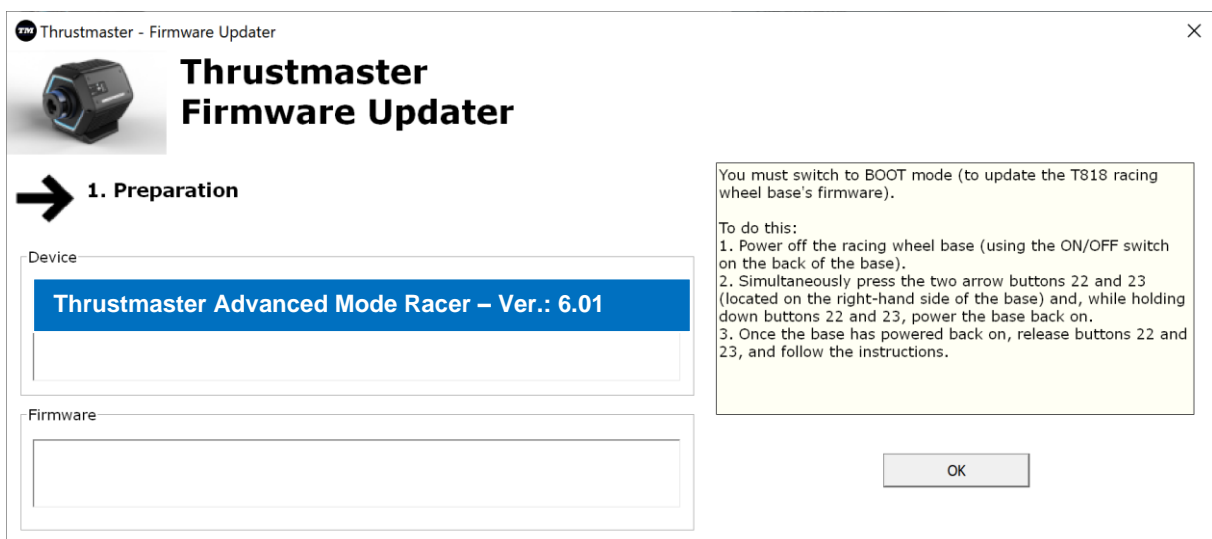 Thrustmaster - Firmware Updater
Thrustmaster
Firmware Updater
1. Preparation
Device
Thrustmaster Advanced Mode Racer – Ver.: 6.01
Firmware
You must switch to BOOT mode (to update the T818 racing
wheel base's firmware).
To do this:
1. Power off the racing wheel base (using the ON/OFF switch
on the back of the base).
2. Simultaneously press the two arrow buttons 22 and 23
(located on the right-hand side of the base) and, while holding
down buttons 22 and 23, power the base back on.
3. Once the base has powered back on, release buttons 22 and
23, and follow the instructions.
OK